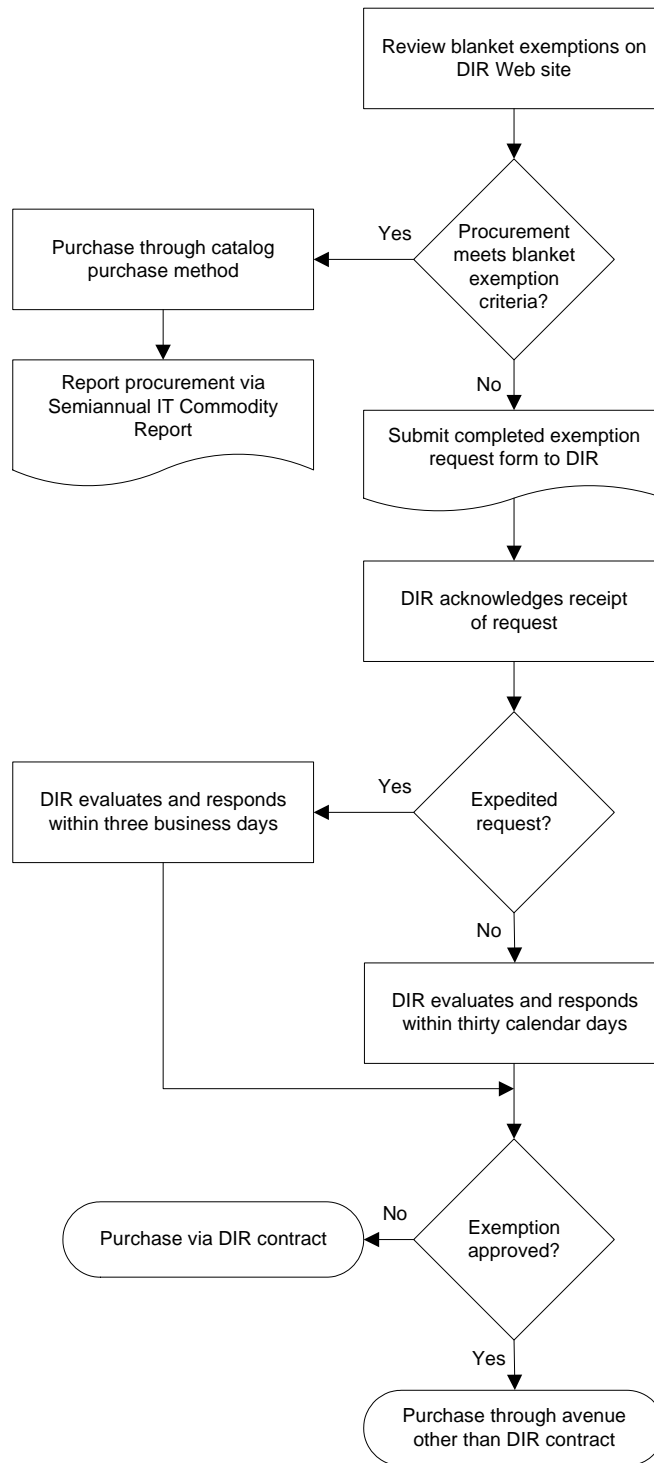 Review blanket exemptions on
DIR Web site
Procurement
meets blanket
exemption
criteria?
Yes
Purchase through catalog
purchase method
Report procurement via
Semiannual IT Commodity
Report
No
Submit completed exemption
request form to DIR
DIR acknowledges receipt
of request
Expedited
request?
Yes
DIR evaluates and responds
within three business days
No
DIR evaluates and responds
within thirty calendar days
Exemption
approved?
No
Purchase via DIR contract
Yes
Purchase through avenue
other than DIR contract